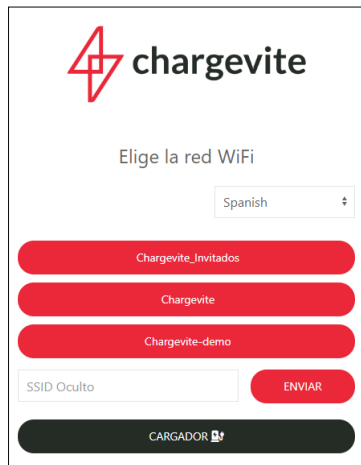 chargevite
Elige la red WiFi
Spanish
Chargevite_Invitados
Chargevite
Chargevite-demo
SSID Oculto
ENVIAR
CARGADOR